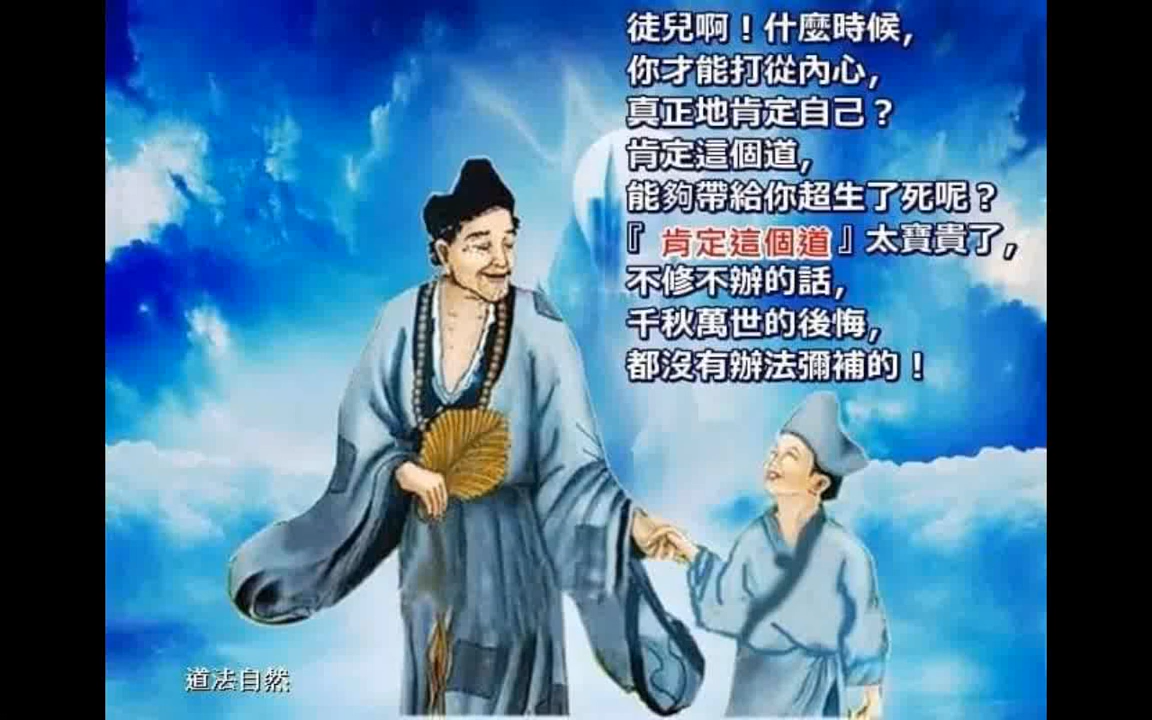 徒兒啊！什麼時候，
你才能打從內心，
真正地肯定自己？
肯定這個道，
能夠帶給你超生了死呢？
『肯定這個道』太寶貴了，
不修不辦的話，
千秋萬世的後悔，
都沒有辦法彌補的！
道法自然